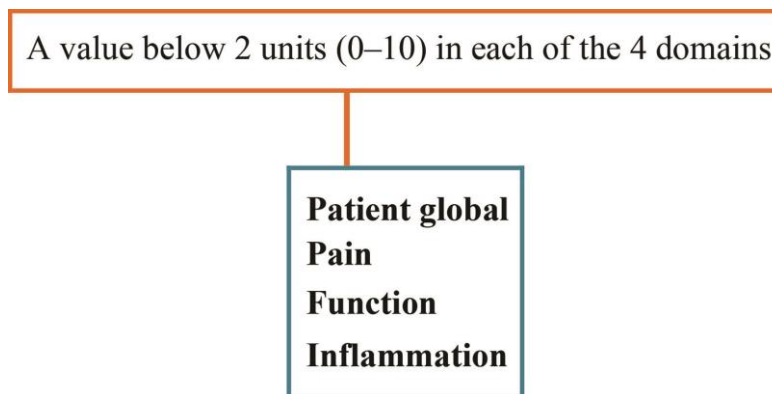 A value below 2 units (0–10) in each of the 4 domains
Patient global
Pain
Function
Inflammation